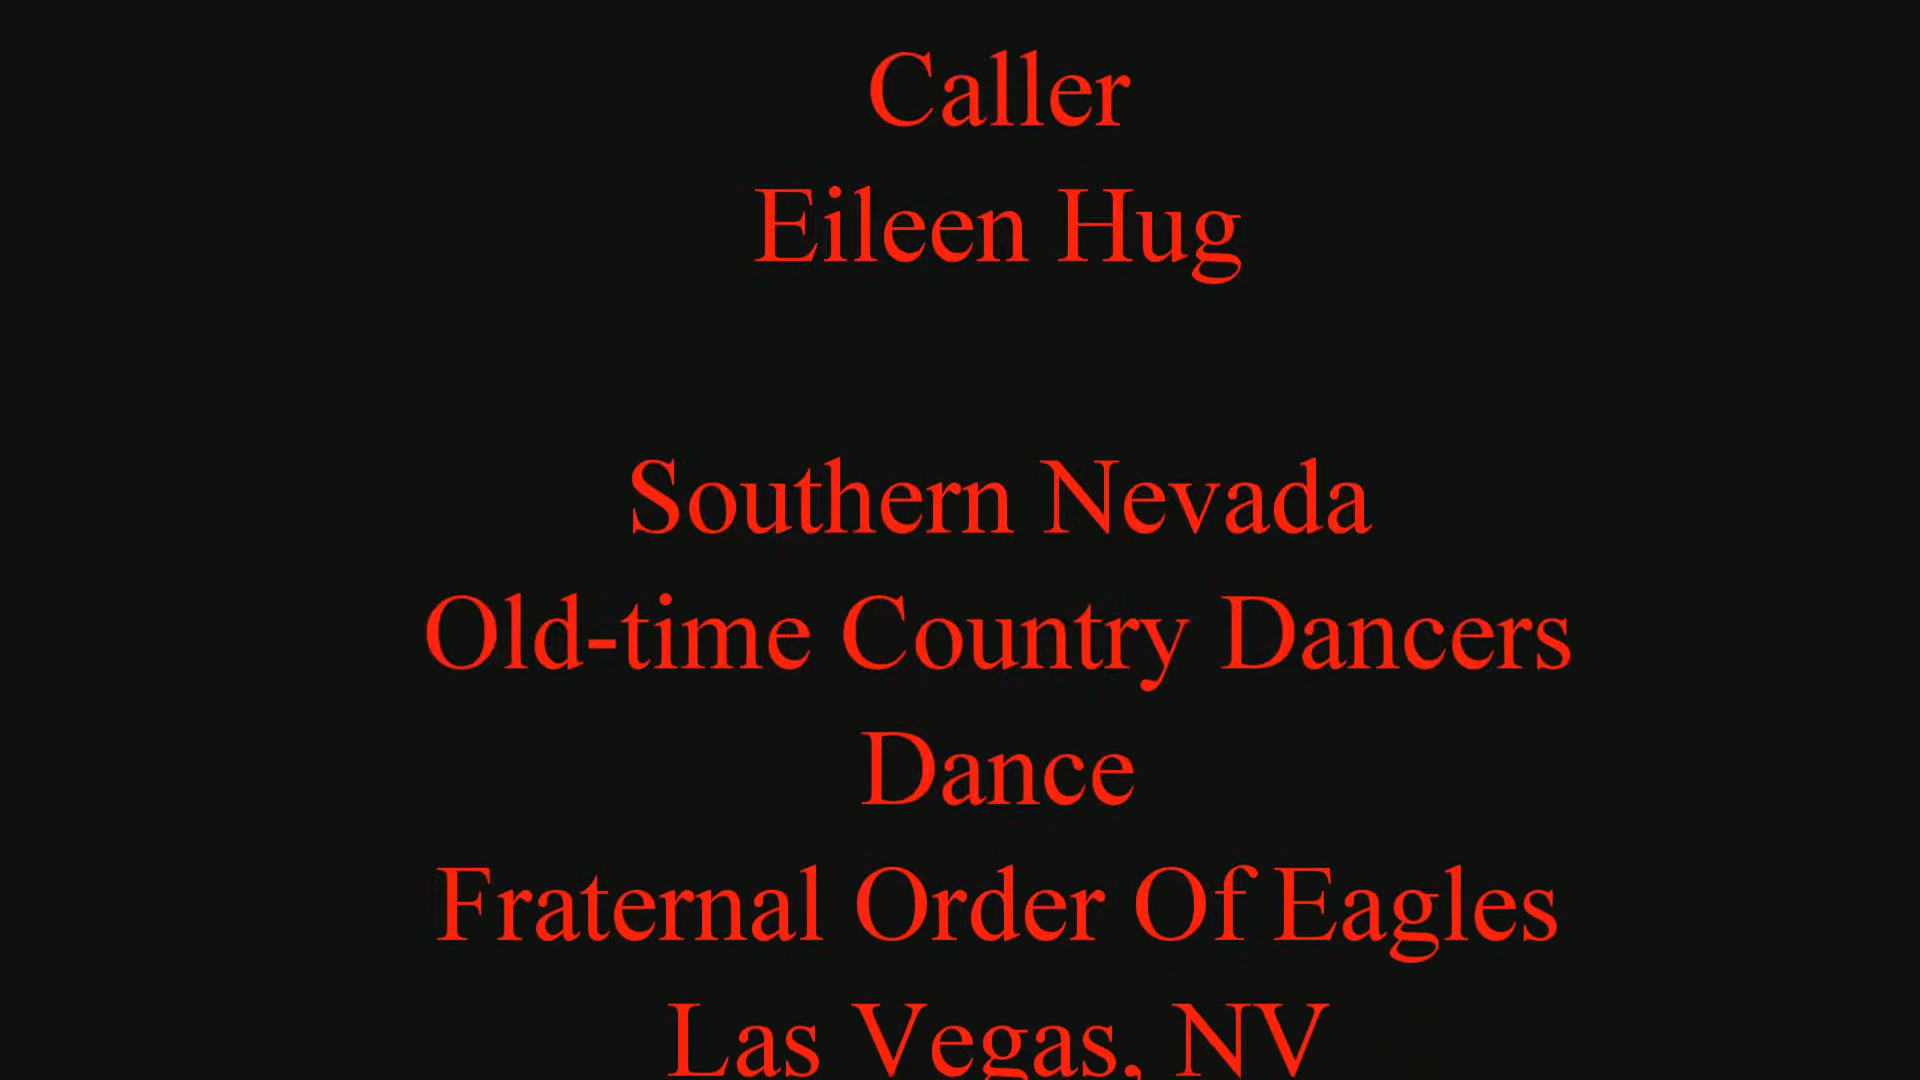 Caller
Eileen Hug
Southern Nevada
Old-time Country Dancers
Dance
Fraternal Order Of Eagles
Las Vegas, NV